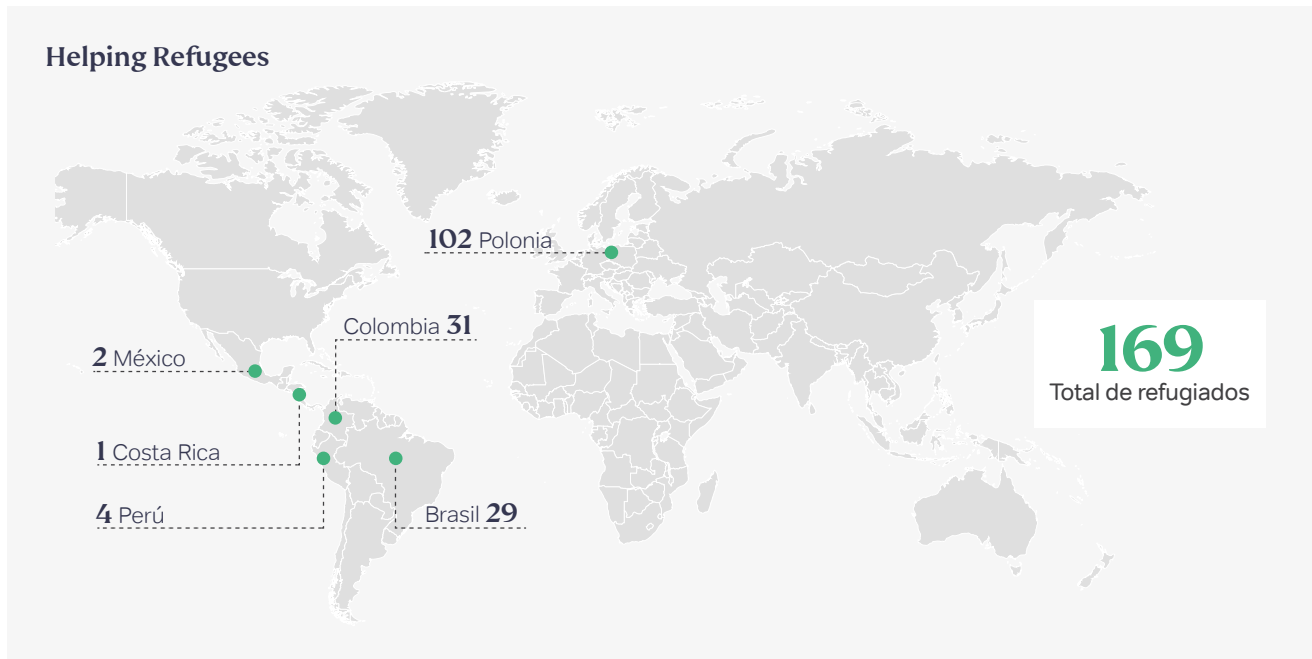 Helping Refugees
102 Polonia
Colombia 31
2 México
1 Costa Rica
4 Perú
Brasil 29
169
Total de refugiados